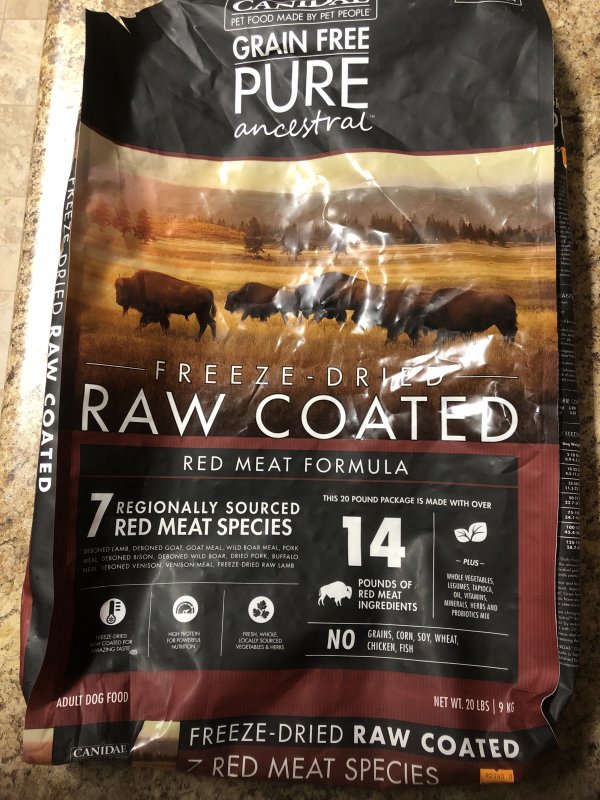 CANIDAE
PET FOOD MADE BY PET PEOPLE
GRAIN FREE
PURE
ancestral™
FREEZE-DRIED
RAW COATED
RED MEAT FORMULA
7 REGIONALLY SOURCED
RED MEAT SPECIES
DEBONED LAMB, DEBONED GOAT, GOAT MEAL, WILD BOAR MEAL, PORK
MEAL, DEBONED BISON, DEBONED WILD BOAR, DRIED PORK, BUFFALO
MEAL, DEBONED VENISON, VENISON MEAL, FREEZE-DRIED RAW LAMB
FREEZE-DRIED
RAW COATED FOR
AMAZING TASTE
HIGH PROTEIN
FOR POWERFUL
NUTRITION
FRESH, WHOLE,
LOCALLY SOURCED
VEGETABLES & HERBS
THIS 20 POUND PACKAGE IS MADE WITH OVER
14
POUNDS OF
RED MEAT
INGREDIENTS
– PLUS –
WHOLE VEGETABLES,
LEGUMES, TAPIOCA,
OIL, VITAMINS,
MINERALS, HERBS AND
PROBIOTICS MIX
NO GRAINS, CORN, SOY, WHEAT,
CHICKEN, FISH
ADULT DOG FOOD
NET WT. 20 LBS | 9 KG
FREEZE-DRIED RAW COATED
CANIDAE
FREEZE-DRIED RAW COATED
7 RED MEAT SPECIES